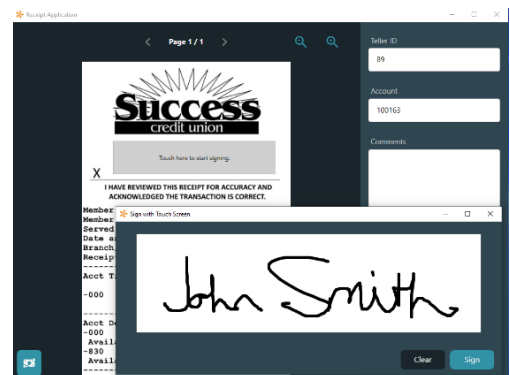 Receipt Application
Page 1 / 1
Teller ID
89
Account
100163
Comments
Success
credit union
Touch here to start signing.
X
I HAVE REVIEWED THIS RECEIPT FOR ACCURACY AND
ACKNOWLEDGED THE TRANSACTION IS CORRECT.
Member
Member
Served
Date
Branch
Receip
Acct T
-000
Acct D
-000
Avail
-830
Avail
Sign with Touch Screen
John Smith
Clear
Sign